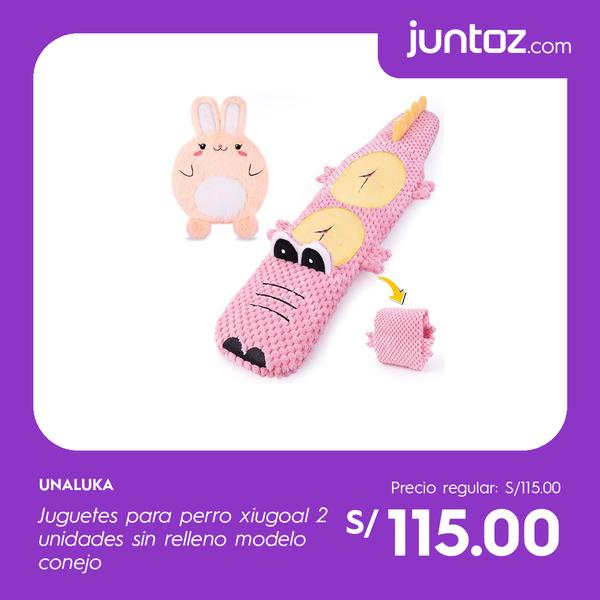 juntoz.com
UNALUKA
Juguetes para perro xiugoal 2
unidades sin relleno modelo
conejo
Precio regular: S/115.00
S/115.00